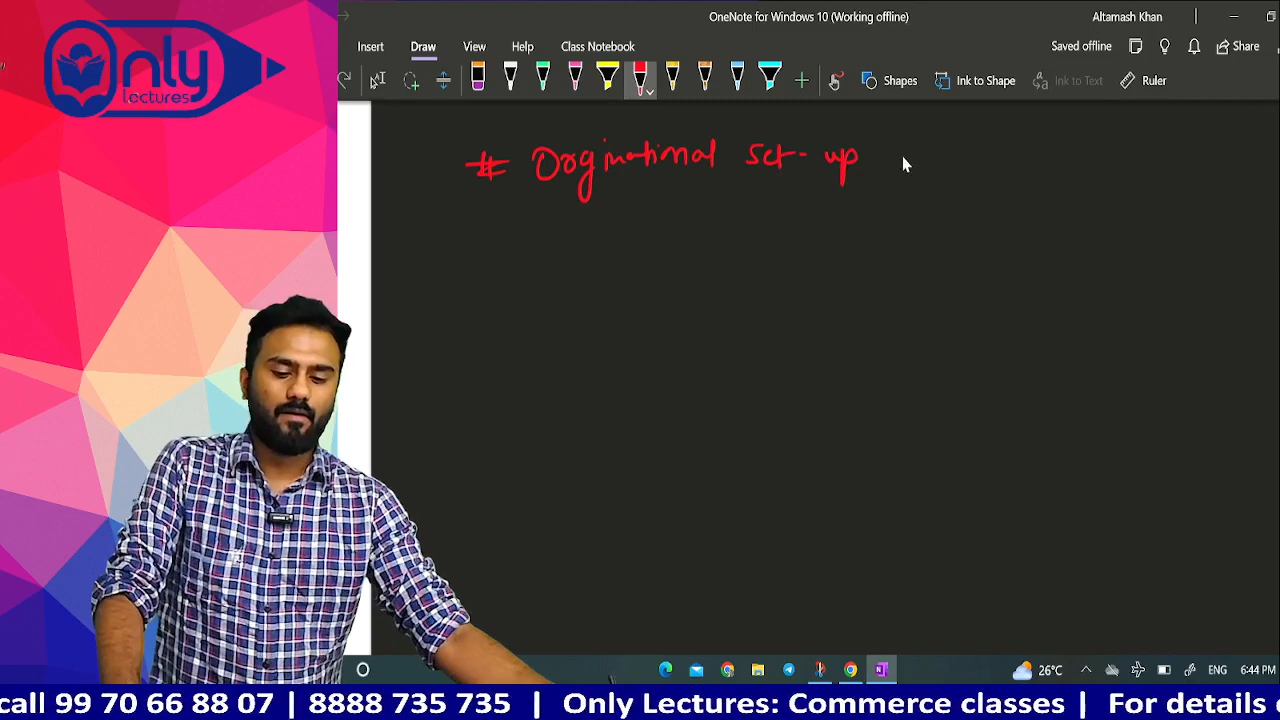 Only
lectures
OneNote for Windows 10 (Working offline)
Altamash Khan
Insert Draw View Help Class Notebook
Saved offline
Share
Shapes
Ink to Shape
Ink to Text
Ruler
# Orginational Set-up
26°C
ENG
6:44 PM
call 99 70 66 88 07 | 8888 735 735 | Only Lectures: Commerce classes | For details